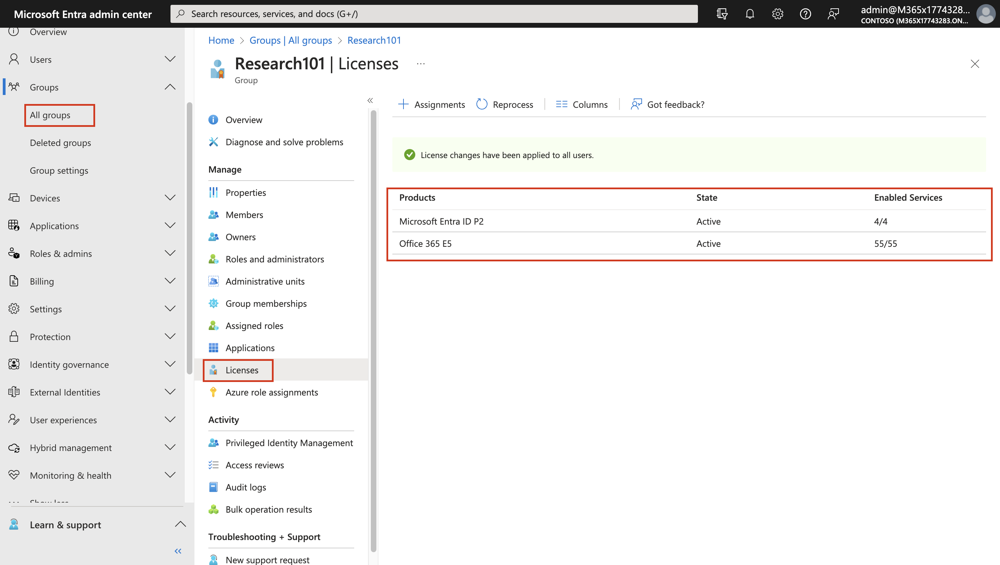 Microsoft Entra admin center
Search resources, services, and docs (G+/)
admin@M365x1774328...
CONTOSO (M365X17743283.ON...
Overview
Users
Groups
All groups
Deleted groups
Group settings
Devices
Applications
Roles & admins
Billing
Settings
Protection
Identity governance
External Identities
User experiences
Hybrid management
Monitoring & health
Show less
Learn & support
Home > Groups | All groups > Research101
Research101 | Licenses ...
Group
Overview
Diagnose and solve problems
Manage
Properties
Members
Owners
Roles and administrators
Administrative units
Group memberships
Assigned roles
Applications
Licenses
Azure role assignments
Activity
Privileged Identity Management
Access reviews
Audit logs
Bulk operation results
Troubleshooting + Support
New support request
Assignments Reprocess Columns Got feedback?
License changes have been applied to all users.
Products State Enabled Services
Microsoft Entra ID P2 Active 4/4
Office 365 E5 Active 55/55